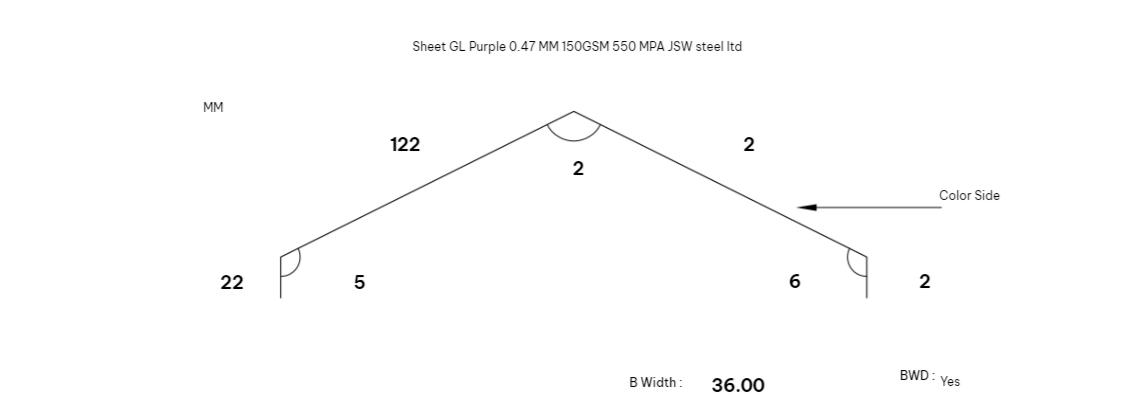 Sheet GL Purple 0.47 MM 150GSM 550 MPA JSW steel ltd
MM
122
2
2
Color Side
22
5
6
2
B Width : 36.00
BWD : Yes